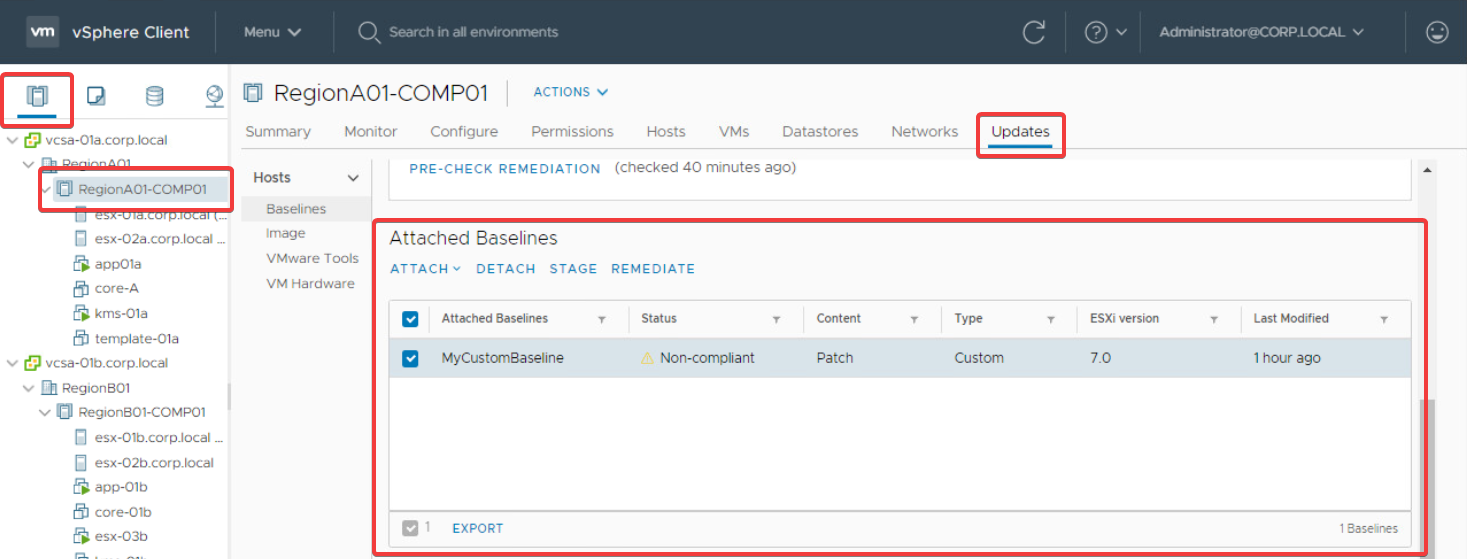 vm vSphere Client Menu Search in all environments Administrator@CORP.LOCAL
RegionA01-COMP01 ACTIONS
Summary Monitor Configure Permissions Hosts VMs Datastores Networks Updates
vcsa-01a.corp.local
RegionA01
RegionA01-COMP01
esx-01a.corp.local (...
esx-02a.corp.local ...
app01a
core-A
kms-01a
template-01a
vcsa-01b.corp.local
RegionB01
RegionB01-COMP01
esx-01b.corp.local ...
esx-02b.corp.local
app-01b
core-01b
esx-03b
Hosts
Baselines
Image
VMware Tools
VM Hardware
PRE-CHECK REMEDIATION (checked 40 minutes ago)
Attached Baselines
ATTACH DETACH STAGE REMEDIATE
Attached Baselines Status Content Type ESXi version Last Modified
MyCustomBaseline Non-compliant Patch Custom 7.0 1 hour ago
1 EXPORT 1 Baselines